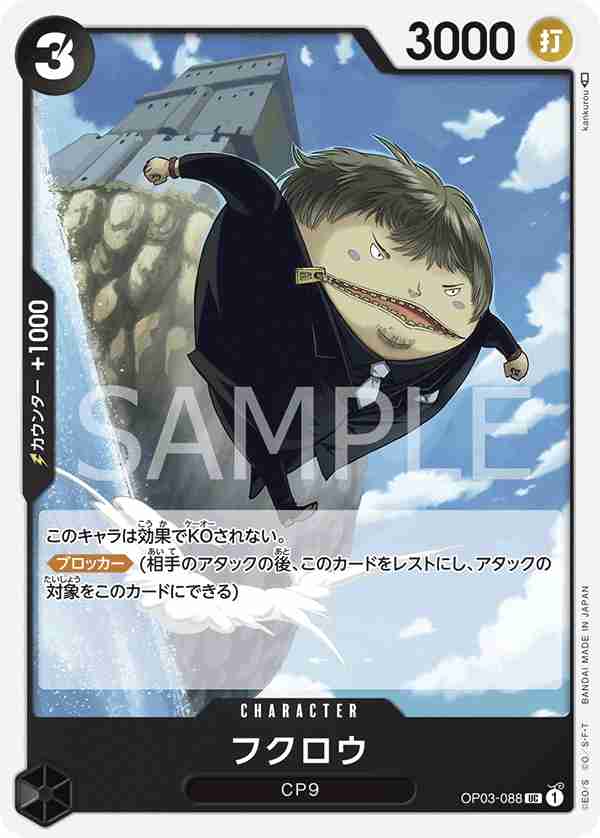 3
3000
打
kankurou
カウンター +1000
SAMPLE
このキャラは効果でKOされない。
ブロッカー (相手のアタックの後、このカードをレストにし、アタックの
対象をこのカードにできる)
©EO/S ©O／S・F・T BANDAI MADE IN JAPAN
CHARACTER
フクロウ
CP9
OP03-088 UC 1